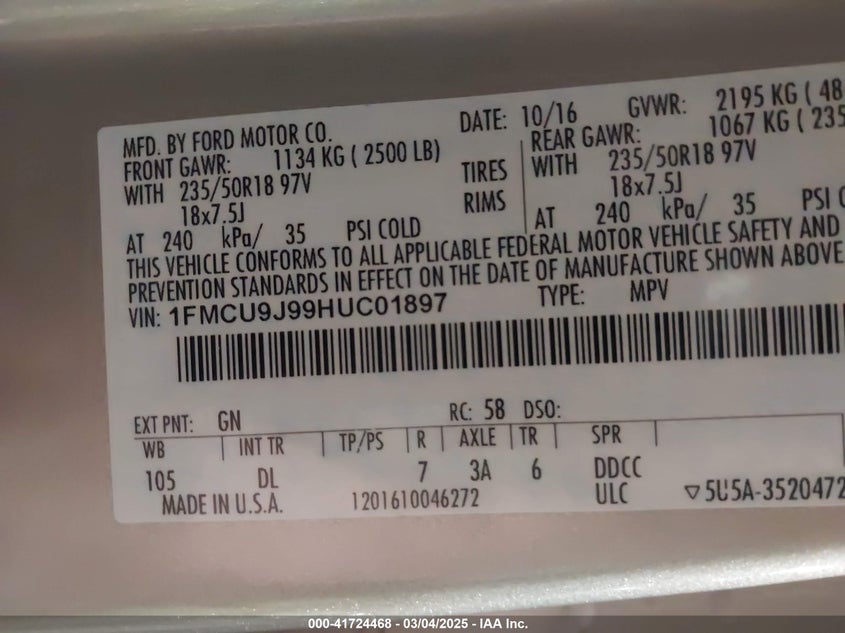 MFD. BY FORD MOTOR CO. DATE: 10/16 GVWR: 2195 KG ( 48
FRONT GAWR: 1134 KG ( 2500 LB) REAR GAWR: 1067 KG ( 235
WITH 235/50R18 97V TIRES WITH 235/50R18 97V
18x7.5J RIMS 18x7.5J
AT 240 kPa/ 35 PSI COLD AT 240 kPa/ 35 PSI
THIS VEHICLE CONFORMS TO ALL APPLICABLE FEDERAL MOTOR VEHICLE SAFETY AND
PREVENTION STANDARDS IN EFFECT ON THE DATE OF MANUFACTURE SHOWN ABOVE
VIN: 1FMCU9J99HUC01897 TYPE: MPV
EXT PNT: GN RC: 58 DSO:
WB INT TR TP/PS R AXLE TR SPR
105 DL 7 3A 6 DDCC
MADE IN U.S.A. 1201610046272 ULC ▽5U5A-3520472
000-41724468 - 03/04/2025 - IAA Inc.